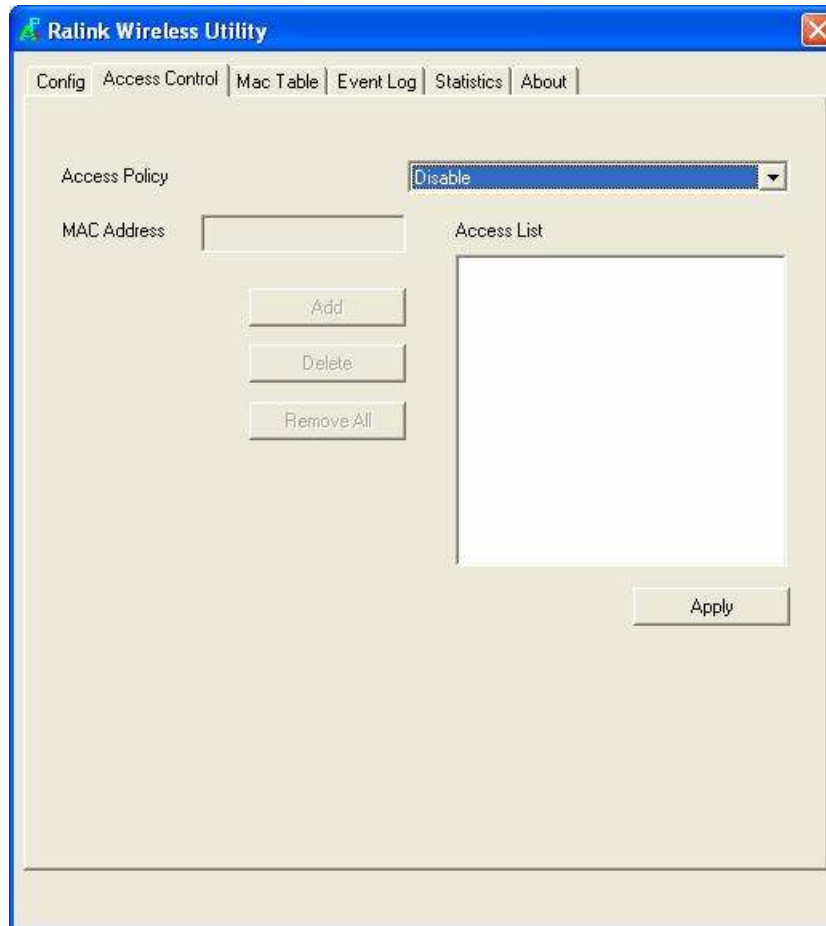 Ralink Wireless Utility
Config Access Control Mac Table Event Log Statistics About
Access Policy Disable
MAC Address Access List
Add
Delete
Remove All
Apply